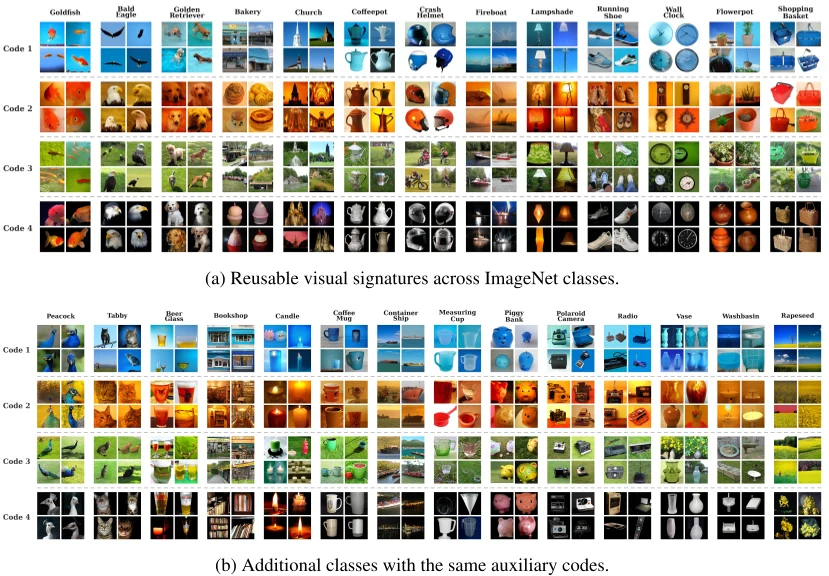 Goldfish Bald Eagle Golden Retriever Bakery Church Coffeepot Crash Helmet Fireboat Lampshade Running Shoe Wall Clock Flowerpot Shopping Basket
Code 1
Code 2
Code 3
Code 4
(a) Reusable visual signatures across ImageNet classes.
Peacock Tabby Beer Glass Bookshop Candle Coffee Mug Container Ship Measuring Cup Piggy Bank Polaroid Camera Radio Vase Washbasin Rapeseed
Code 1
Code 2
Code 3
Code 4
(b) Additional classes with the same auxiliary codes.